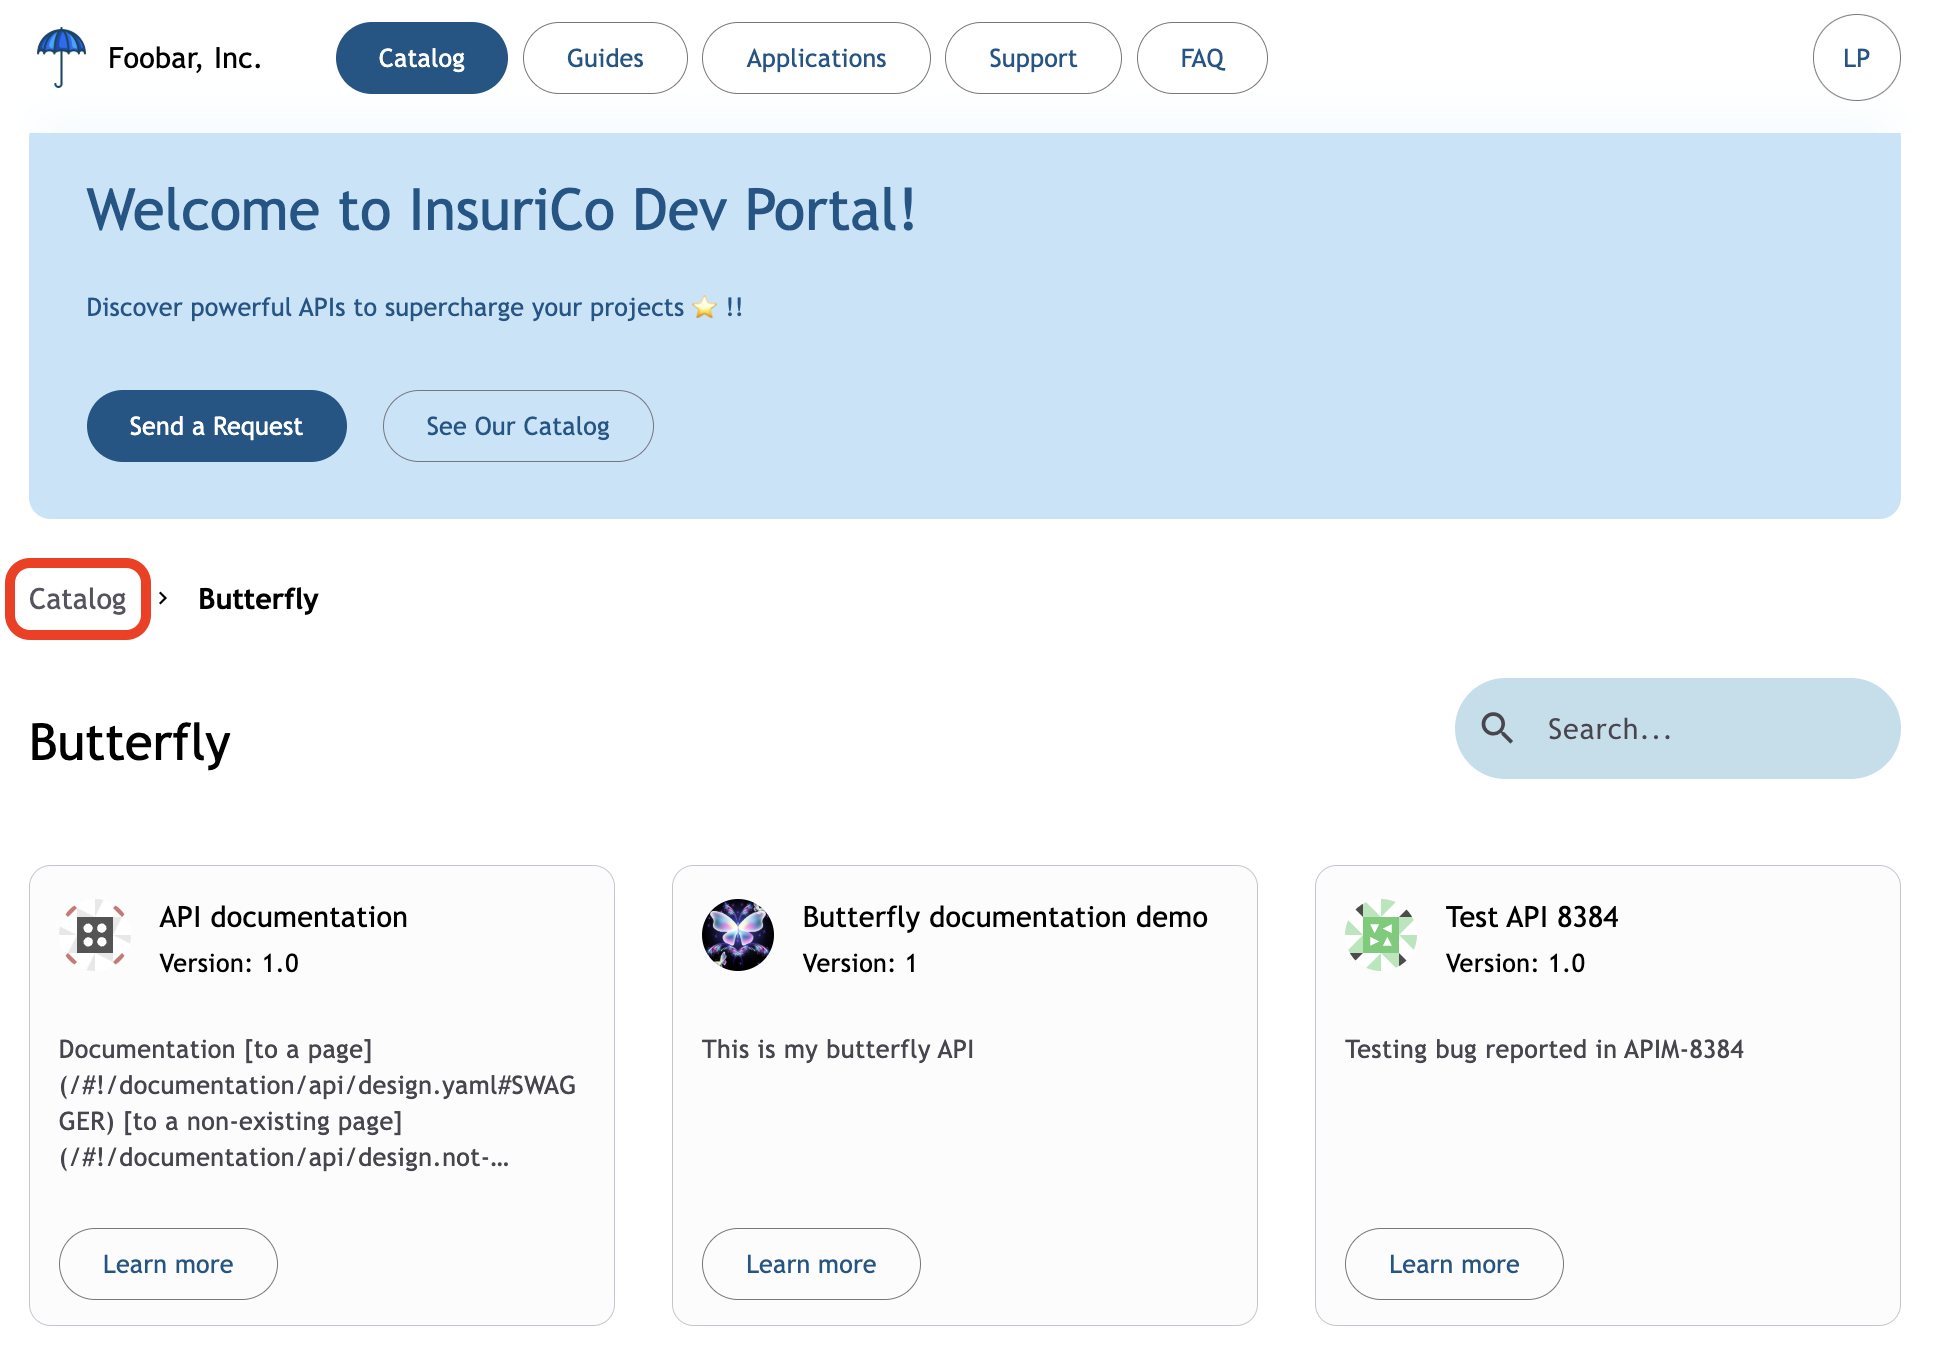 Foobar, Inc.
Catalog
Guides
Applications
Support
FAQ
LP
Welcome to InsuriCo Dev Portal!
Discover powerful APIs to supercharge your projects ⭐ !!
Send a Request
See Our Catalog
Catalog › Butterfly
Butterfly
Search...
API documentation
Version: 1.0
Documentation [to a page]
(/#!/documentation/api/design.yaml#SWAG
GER) [to a non-existing page]
(/#!/documentation/api/design.not-...
Learn more
Butterfly documentation demo
Version: 1
This is my butterfly API
Learn more
Test API 8384
Version: 1.0
Testing bug reported in APIM-8384
Learn more